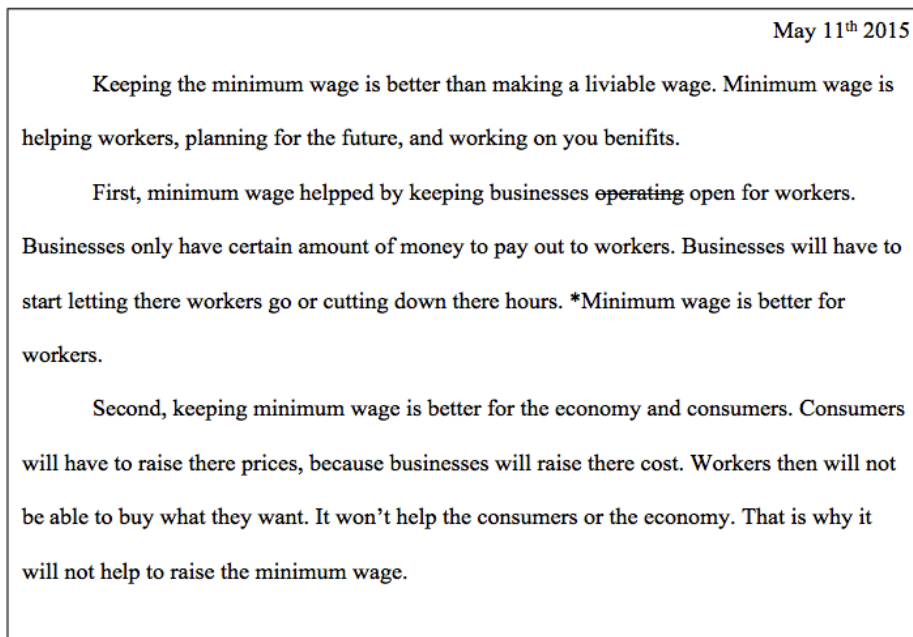 May 11th 2015
Keeping the minimum wage is better than making a liviable wage. Minimum wage is
helping workers, planning for the future, and working on you benifits.
First, minimum wage helpped by keeping businesses operating open for workers.
Businesses only have certain amount of money to pay out to workers. Businesses will have to
start letting there workers go or cutting down there hours. *Minimum wage is better for
workers.
Second, keeping minimum wage is better for the economy and consumers. Consumers
will have to raise there prices, because businesses will raise there cost. Workers then will not
be able to buy what they want. It won’t help the consumers or the economy. That is why it
will not help to raise the minimum wage.